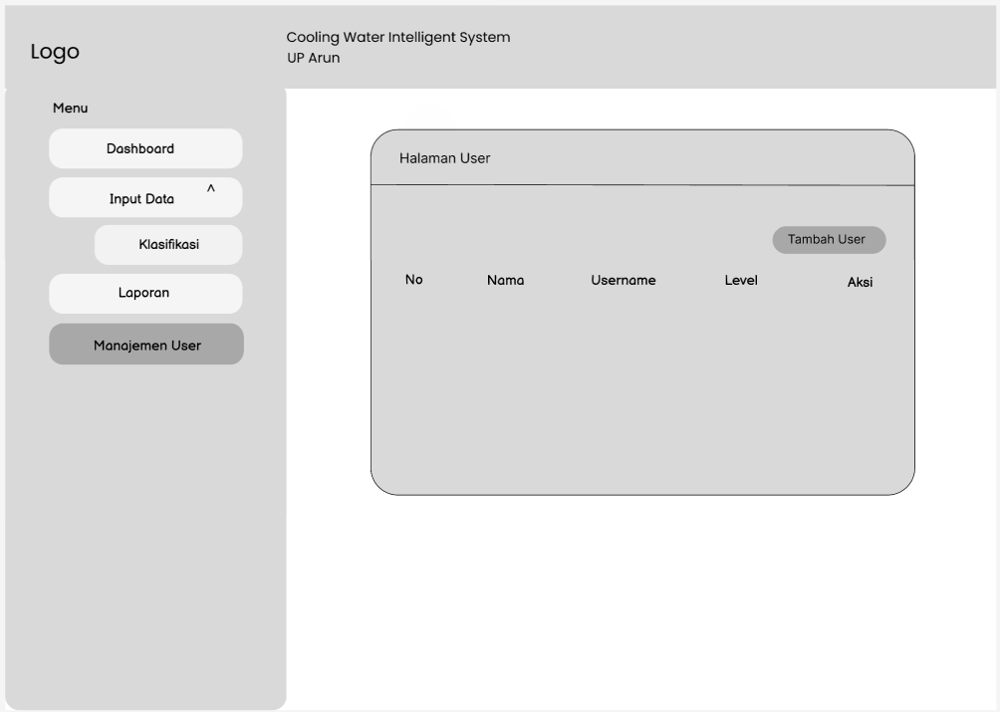 Logo
Cooling Water Intelligent System
UP Arun
Menu
Dashboard
Input Data ^
Klasifikasi
Laporan
Manajemen User
Halaman User
Tambah User
No Nama Username Level Aksi